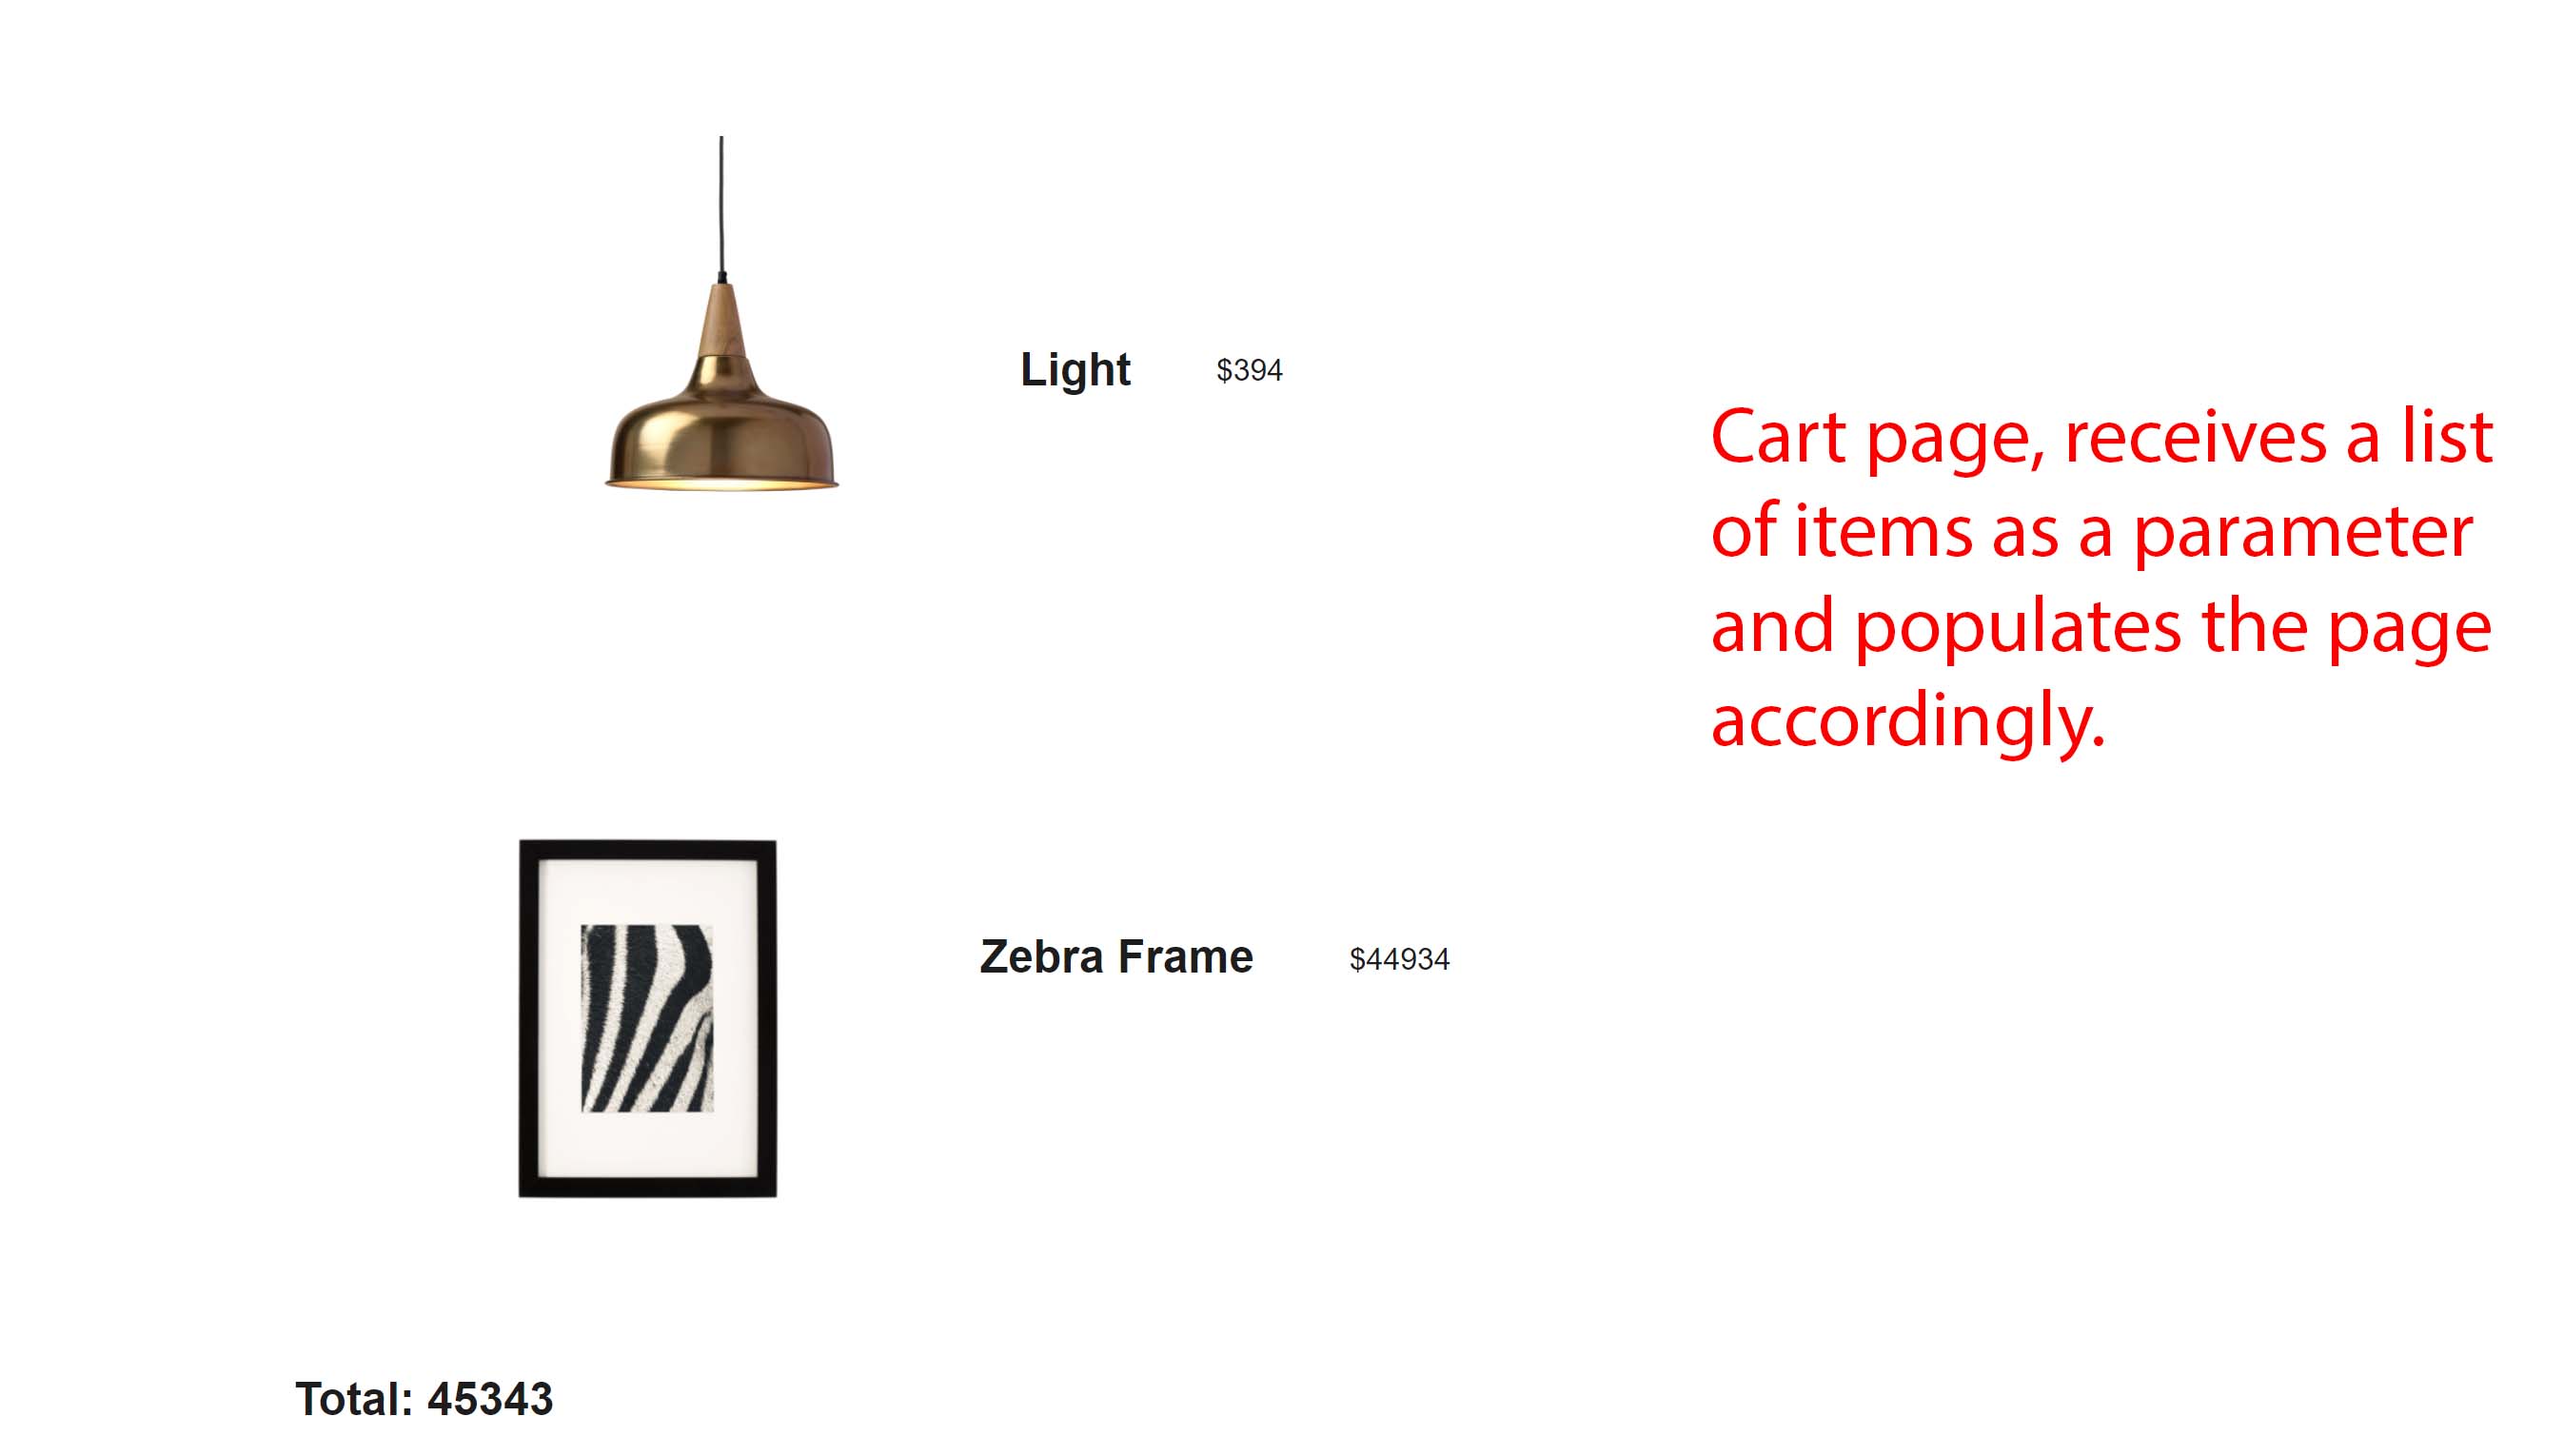 Light $394
Cart page, receives a list
of items as a parameter
and populates the page
accordingly.
Zebra Frame $44934
Total: 45343